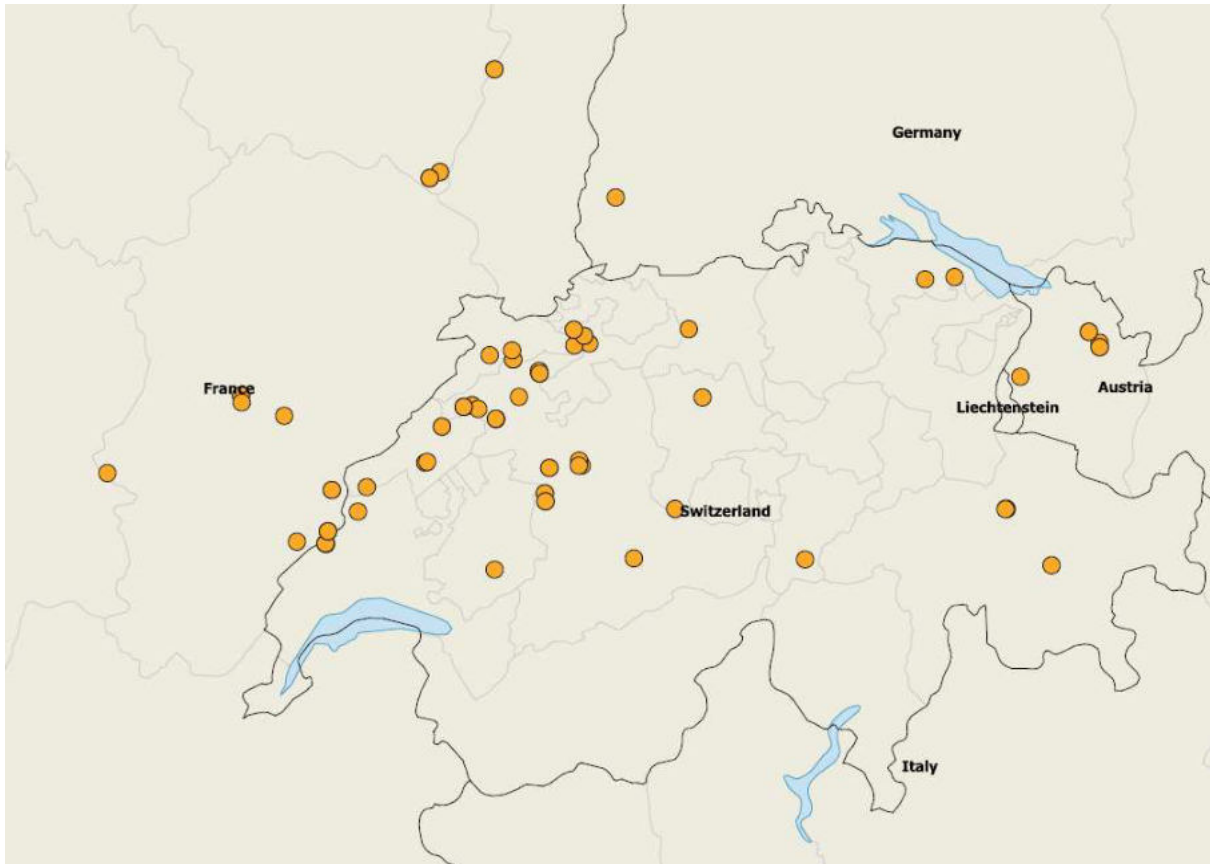 Germany
France
Liechtenstein
Austria
Switzerland
Italy